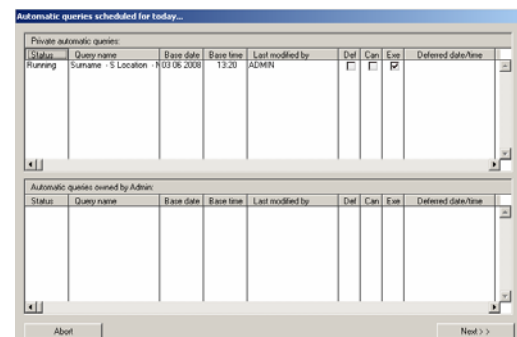 Automatic queries scheduled for today...
Private automatic queries:
Status Query name Base date Base time Last modified by Def Can Exe Deferred date/time
Running Surname - S Location - N 03 06 2008 13:20 ADMIN
Automatic queries owned by Admin:
Status Query name Base date Base time Last modified by Def Can Exe Deferred date/time
Abort Next >>